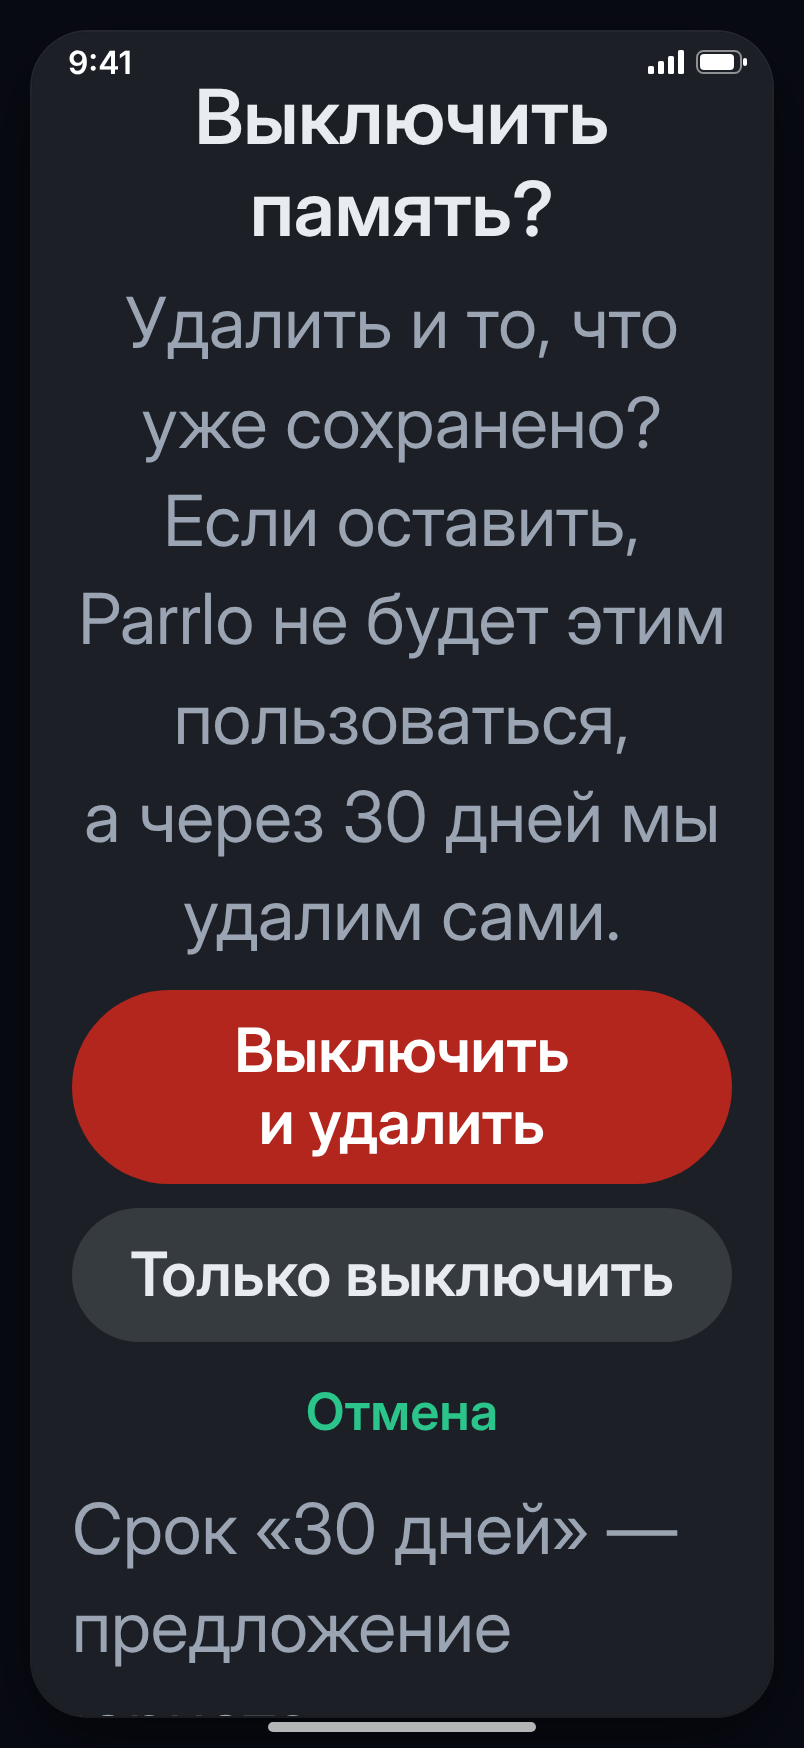 9:41
Выключить
память?
Удалить и то, что
уже сохранено?
Если оставить,
Parrlo не будет этим
пользоваться,
а через 30 дней мы
удалим сами.
Выключить
и удалить
Только выключить
Отмена
Срок «30 дней» —
предложение